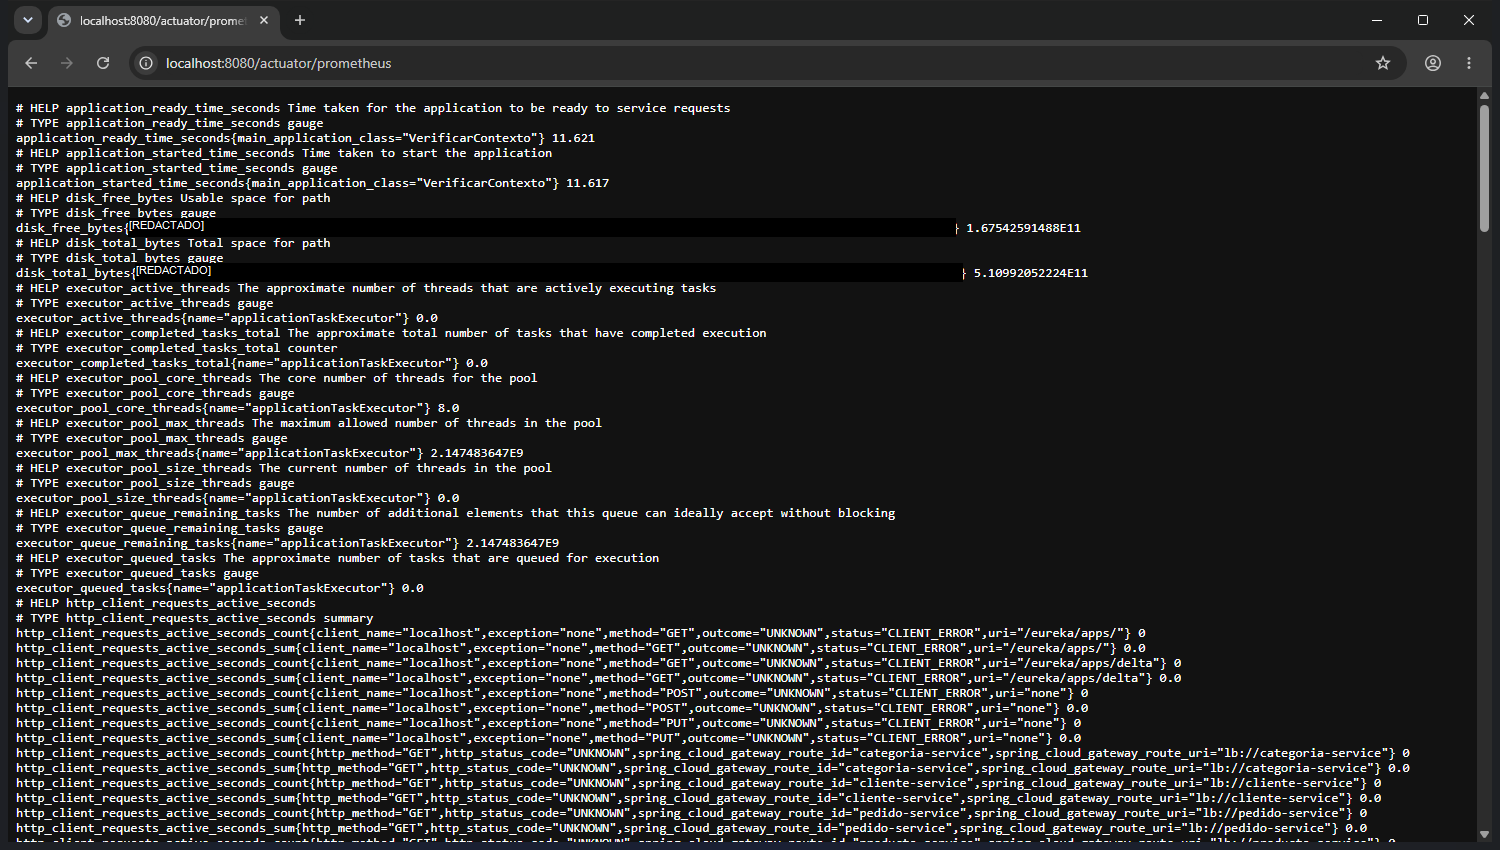 localhost:8080/actuator/prome
localhost:8080/actuator/prometheus
# HELP application_ready_time_seconds Time taken for the application to be ready to service requests
# TYPE application_ready_time_seconds gauge
application_ready_time_seconds{main_application_class="VerificarContexto"} 11.621
# HELP application_started_time_seconds Time taken to start the application
# TYPE application_started_time_seconds gauge
application_started_time_seconds{main_application_class="VerificarContexto"} 11.617
# HELP disk_free_bytes Usable space for path
# TYPE disk_free_bytes gauge
disk_free_bytes{[REDACTADO]} 1.67542591488E11
# HELP disk_total_bytes Total space for path
# TYPE disk_total_bytes gauge
disk_total_bytes{[REDACTADO]} 5.10992052224E11
# HELP executor_active_threads The approximate number of threads that are actively executing tasks
# TYPE executor_active_threads gauge
executor_active_threads{name="applicationTaskExecutor"} 0.0
# HELP executor_completed_tasks_total The approximate total number of tasks that have completed execution
# TYPE executor_completed_tasks_total counter
executor_completed_tasks_total{name="applicationTaskExecutor"} 0.0
# HELP executor_pool_core_threads The core number of threads for the pool
# TYPE executor_pool_core_threads gauge
executor_pool_core_threads{name="applicationTaskExecutor"} 8.0
# HELP executor_pool_max_threads The maximum allowed number of threads in the pool
# TYPE executor_pool_max_threads gauge
executor_pool_max_threads{name="applicationTaskExecutor"} 2.147483647E9
# HELP executor_pool_size_threads The current number of threads in the pool
# TYPE executor_pool_size_threads gauge
executor_pool_size_threads{name="applicationTaskExecutor"} 0.0
# HELP executor_queue_remaining_tasks The number of additional elements that this queue can ideally accept without blocking
# TYPE executor_queue_remaining_tasks gauge
executor_queue_remaining_tasks{name="applicationTaskExecutor"} 2.147483647E9
# HELP executor_queued_tasks The approximate number of tasks that are queued for execution
# TYPE executor_queued_tasks gauge
executor_queued_tasks{name="applicationTaskExecutor"} 0.0
# HELP http_client_requests_active_seconds
# TYPE http_client_requests_active_seconds summary
http_client_requests_active_seconds_count{client_name="localhost",exception="none",method="GET",outcome="UNKNOWN",status="CLIENT_ERROR",uri="/eureka/apps/"} 0
http_client_requests_active_seconds_sum{client_name="localhost",exception="none",method="GET",outcome="UNKNOWN",status="CLIENT_ERROR",uri="/eureka/apps/"} 0.0
http_client_requests_active_seconds_count{client_name="localhost",exception="none",method="GET",outcome="UNKNOWN",status="CLIENT_ERROR",uri="/eureka/apps/delta"} 0
http_client_requests_active_seconds_sum{client_name="localhost",exception="none",method="GET",outcome="UNKNOWN",status="CLIENT_ERROR",uri="/eureka/apps/delta"} 0.0
http_client_requests_active_seconds_count{client_name="localhost",exception="none",method="POST",outcome="UNKNOWN",status="CLIENT_ERROR",uri="none"} 0
http_client_requests_active_seconds_sum{client_name="localhost",exception="none",method="POST",outcome="UNKNOWN",status="CLIENT_ERROR",uri="none"} 0.0
http_client_requests_active_seconds_count{client_name="localhost",exception="none",method="PUT",outcome="UNKNOWN",status="CLIENT_ERROR",uri="none"} 0
http_client_requests_active_seconds_sum{client_name="localhost",exception="none",method="PUT",outcome="UNKNOWN",status="CLIENT_ERROR",uri="none"} 0.0
http_client_requests_active_seconds_count{http_method="GET",http_status_code="UNKNOWN",spring_cloud_gateway_route_id="categoria-service",spring_cloud_gateway_route_uri="lb://categoria-service"} 0
http_client_requests_active_seconds_sum{http_method="GET",http_status_code="UNKNOWN",spring_cloud_gateway_route_id="categoria-service",spring_cloud_gateway_route_uri="lb://categoria-service"} 0.0
http_client_requests_active_seconds_count{http_method="GET",http_status_code="UNKNOWN",spring_cloud_gateway_route_id="cliente-service",spring_cloud_gateway_route_uri="lb://cliente-service"} 0
http_client_requests_active_seconds_sum{http_method="GET",http_status_code="UNKNOWN",spring_cloud_gateway_route_id="cliente-service",spring_cloud_gateway_route_uri="lb://cliente-service"} 0.0
http_client_requests_active_seconds_count{http_method="GET",http_status_code="UNKNOWN",spring_cloud_gateway_route_id="pedido-service",spring_cloud_gateway_route_uri="lb://pedido-service"} 0
http_client_requests_active_seconds_sum{http_method="GET",http_status_code="UNKNOWN",spring_cloud_gateway_route_id="pedido-service",spring_cloud_gateway_route_uri="lb://pedido-service"} 0.0